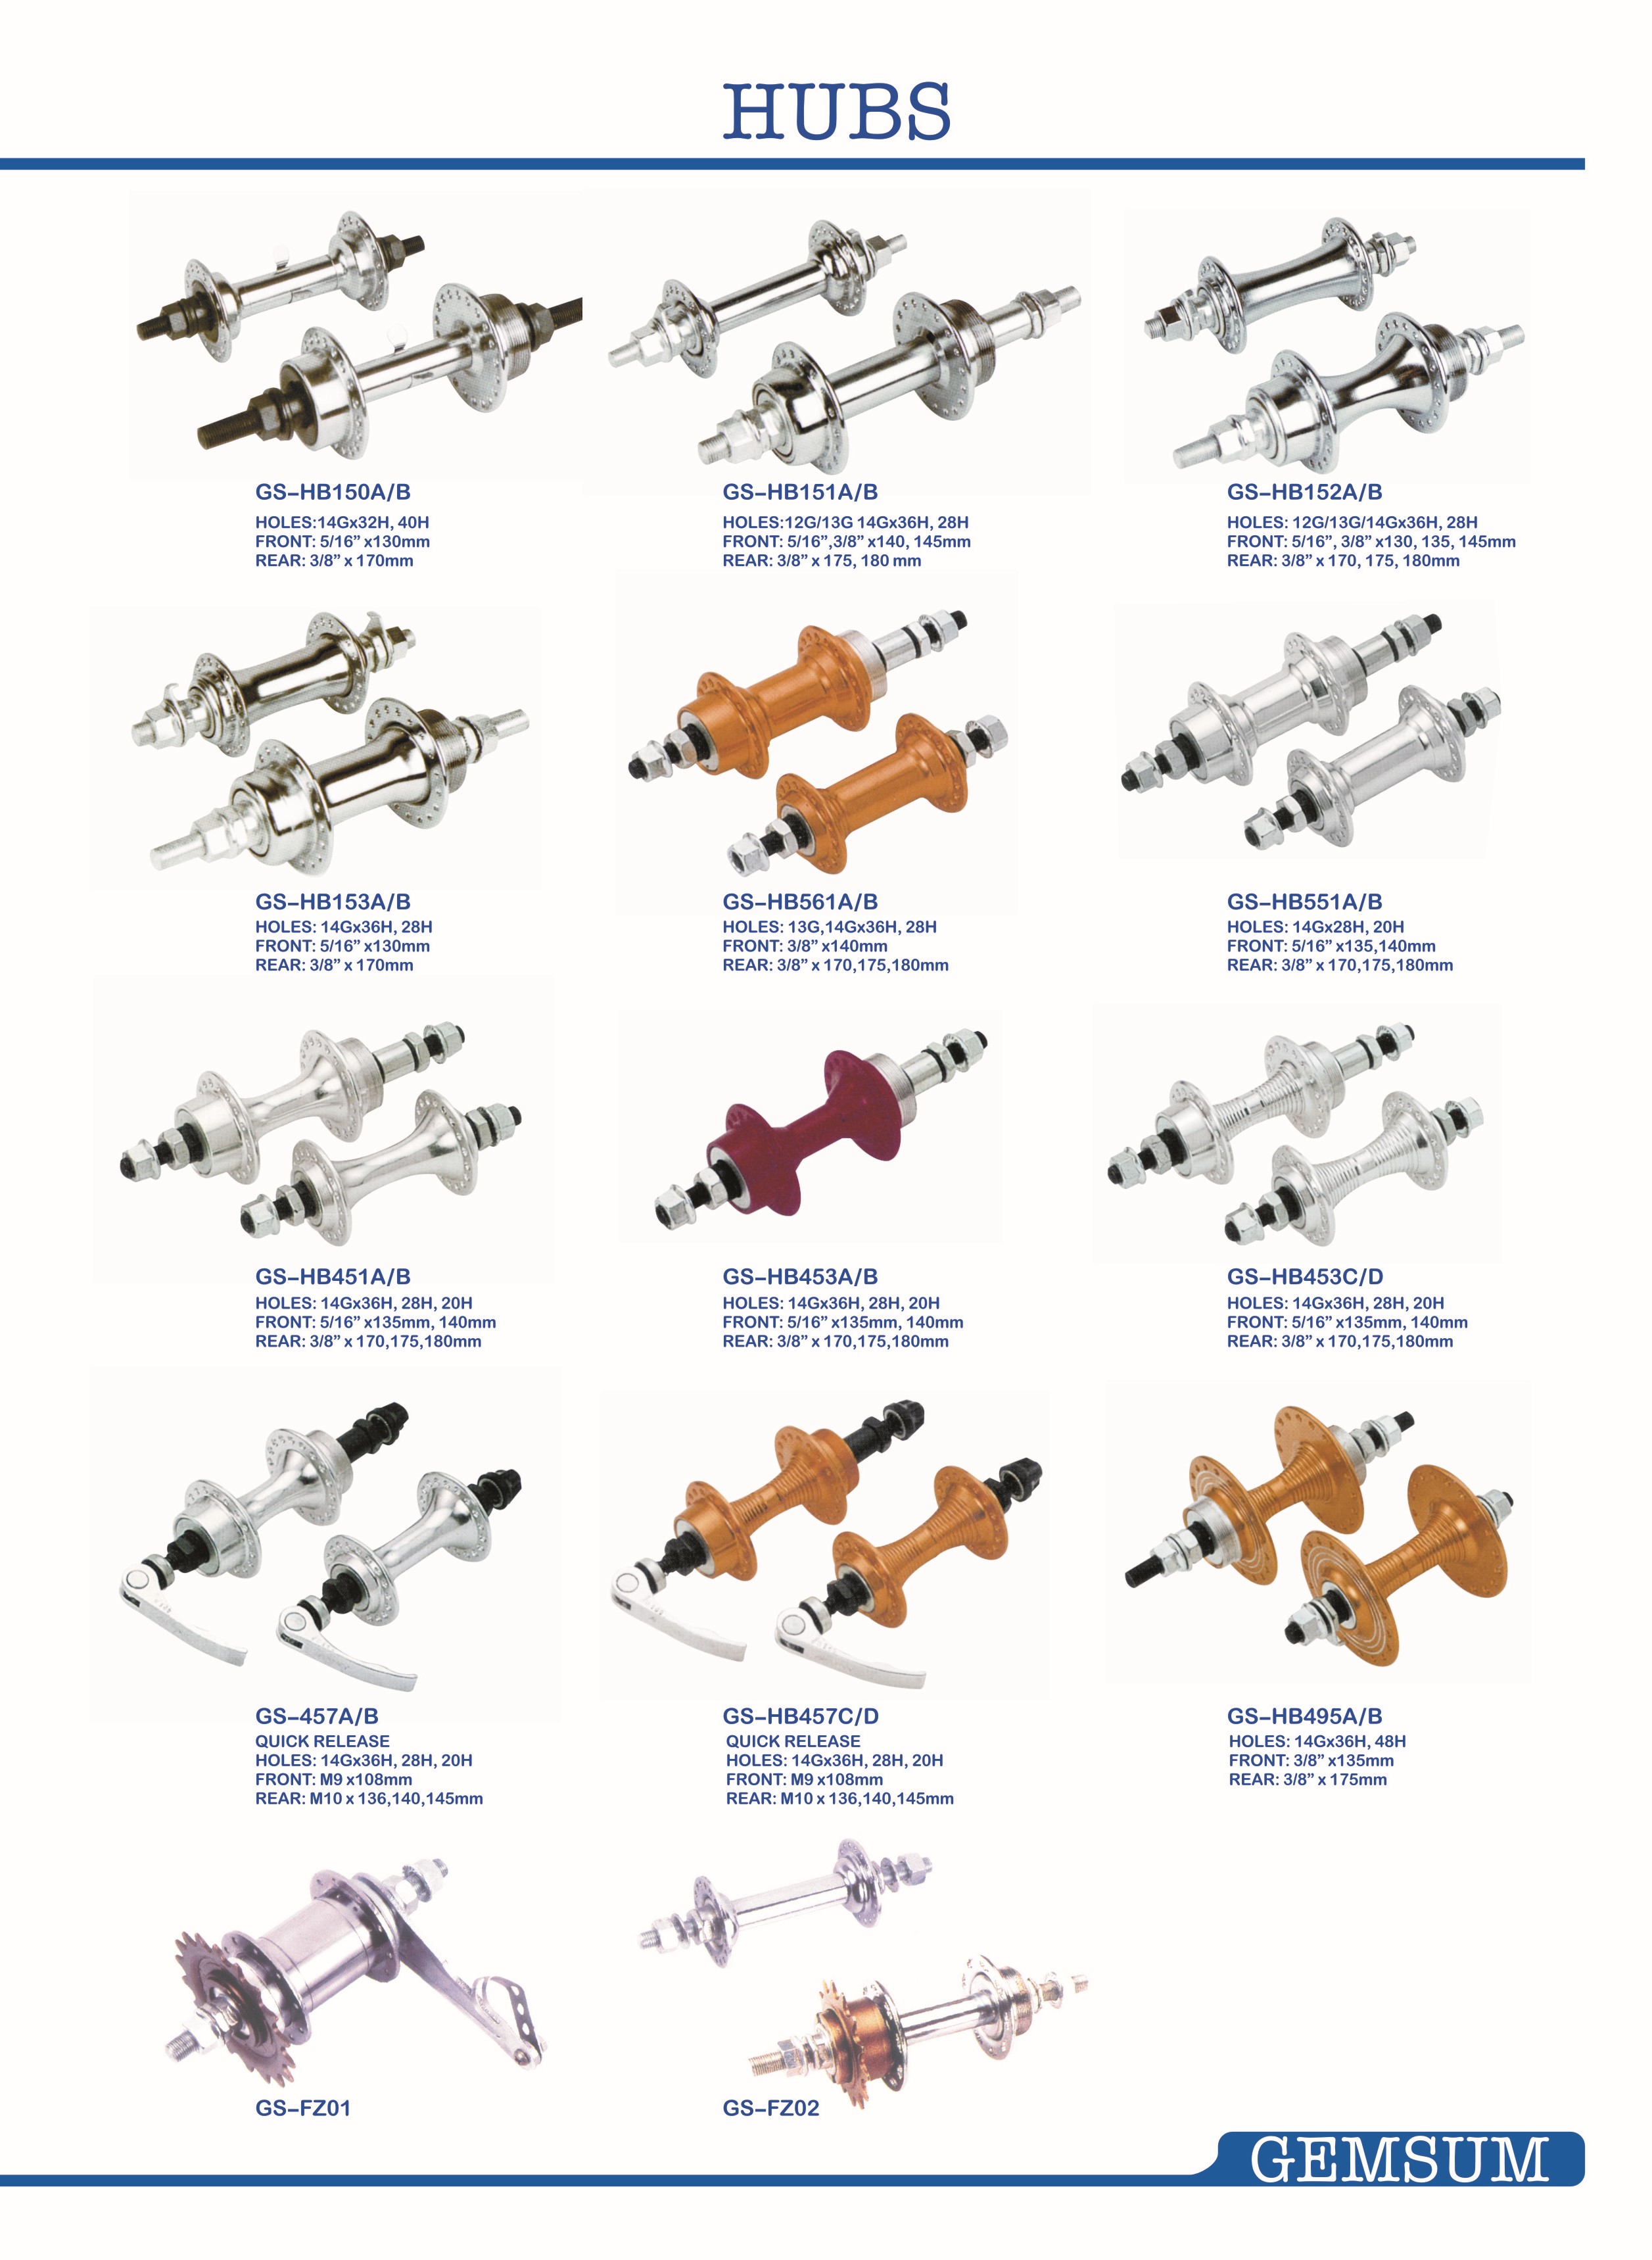 HUBS
GS–HB150A/B
HOLES:14Gx32H, 40H
FRONT: 5/16” x130mm
REAR: 3/8” x 170mm
GS–HB151A/B
HOLES:12G/13G 14Gx36H, 28H
FRONT: 5/16”,3/8” x140, 145mm
REAR: 3/8” x 175, 180 mm
GS–HB152A/B
HOLES: 12G/13G/14Gx36H, 28H
FRONT: 5/16”, 3/8” x130, 135, 145mm
REAR: 3/8” x 170, 175, 180mm
GS–HB153A/B
HOLES: 14Gx36H, 28H
FRONT: 5/16” x130mm
REAR: 3/8” x 170mm
GS–HB561A/B
HOLES: 13G,14Gx36H, 28H
FRONT: 3/8” x140mm
REAR: 3/8” x 170,175,180mm
GS–HB551A/B
HOLES: 14Gx28H, 20H
FRONT: 5/16” x135,140mm
REAR: 3/8” x 170,175,180mm
GS–HB451A/B
HOLES: 14Gx36H, 28H, 20H
FRONT: 5/16” x135mm, 140mm
REAR: 3/8” x 170,175,180mm
GS–HB453A/B
HOLES: 14Gx36H, 28H, 20H
FRONT: 5/16” x135mm, 140mm
REAR: 3/8” x 170,175,180mm
GS–HB453C/D
HOLES: 14Gx36H, 28H, 20H
FRONT: 5/16” x135mm, 140mm
REAR: 3/8” x 170,175,180mm
GS–457A/B
QUICK RELEASE
HOLES: 14Gx36H, 28H, 20H
FRONT: M9 x108mm
REAR: M10 x 136,140,145mm
GS–HB457C/D
QUICK RELEASE
HOLES: 14Gx36H, 28H, 20H
FRONT: M9 x108mm
REAR: M10 x 136,140,145mm
GS–HB495A/B
HOLES: 14Gx36H, 48H
FRONT: 3/8” x135mm
REAR: 3/8” x 175mm
GS–FZ01
GS–FZ02
GEMSUM